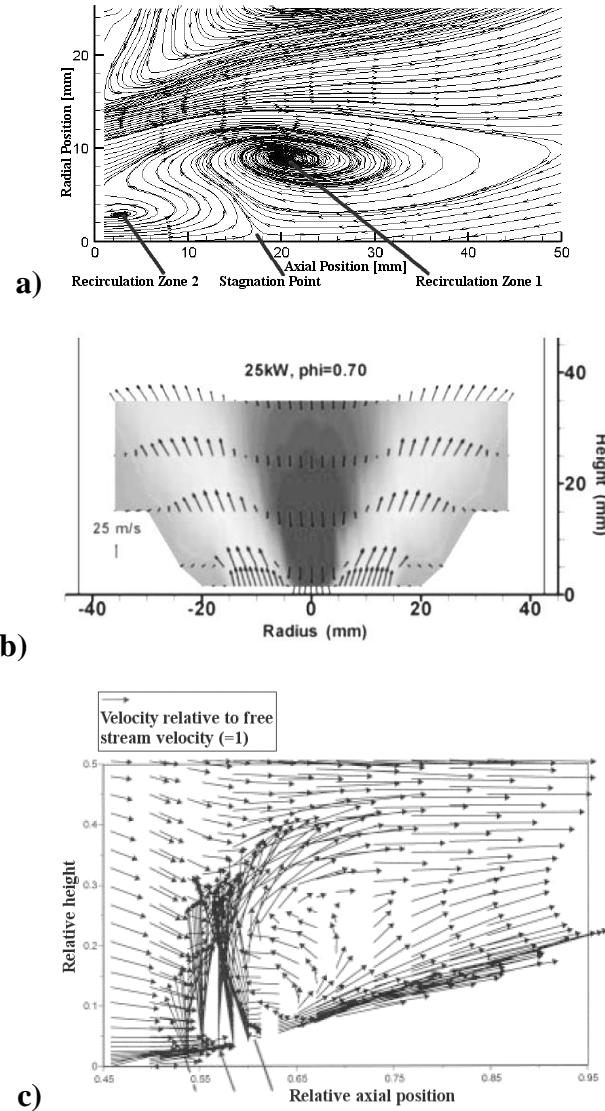 20
Radial Position [mm]
10
0
0
10
20
30
40
50
Axial Position [mm]
Recirculation Zone 2
Stagnation Point
Recirculation Zone 1
a)
25kW, phi=0.70
40
20
0
Height (mm)
25 m/s
-40
-20
0
20
40
Radius (mm)
b)
Velocity relative to free
stream velocity (=1)
0.5
0.4
0.3
0.2
0.1
0
Relative height
0.45
0.55
0.65
0.75
0.85
0.95
Relative axial position
c)